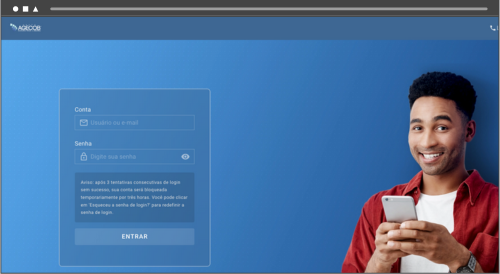 AGECOB
Conta
Usuário ou e-mail
Senha
Digite sua senha
Aviso: após 3 tentativas consecutivas de login
sem sucesso, sua conta será bloqueada
temporariamente por três horas. Você pode clicar
em 'Esqueceu a senha de login?' para redefinir a
senha de login.
ENTRAR